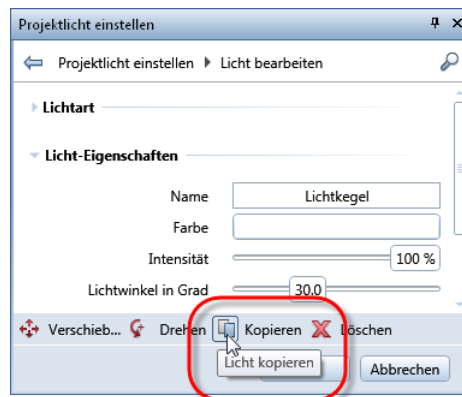 Projektlicht einstellen
Projektlicht einstellen Licht bearbeiten
Lichtart
Licht-Eigenschaften
Name Lichtkegel
Farbe
Intensität 100 %
Lichtwinkel in Grad 30,0
Verschieb... Drehen Kopieren Löschen
Licht kopieren Abbrechen